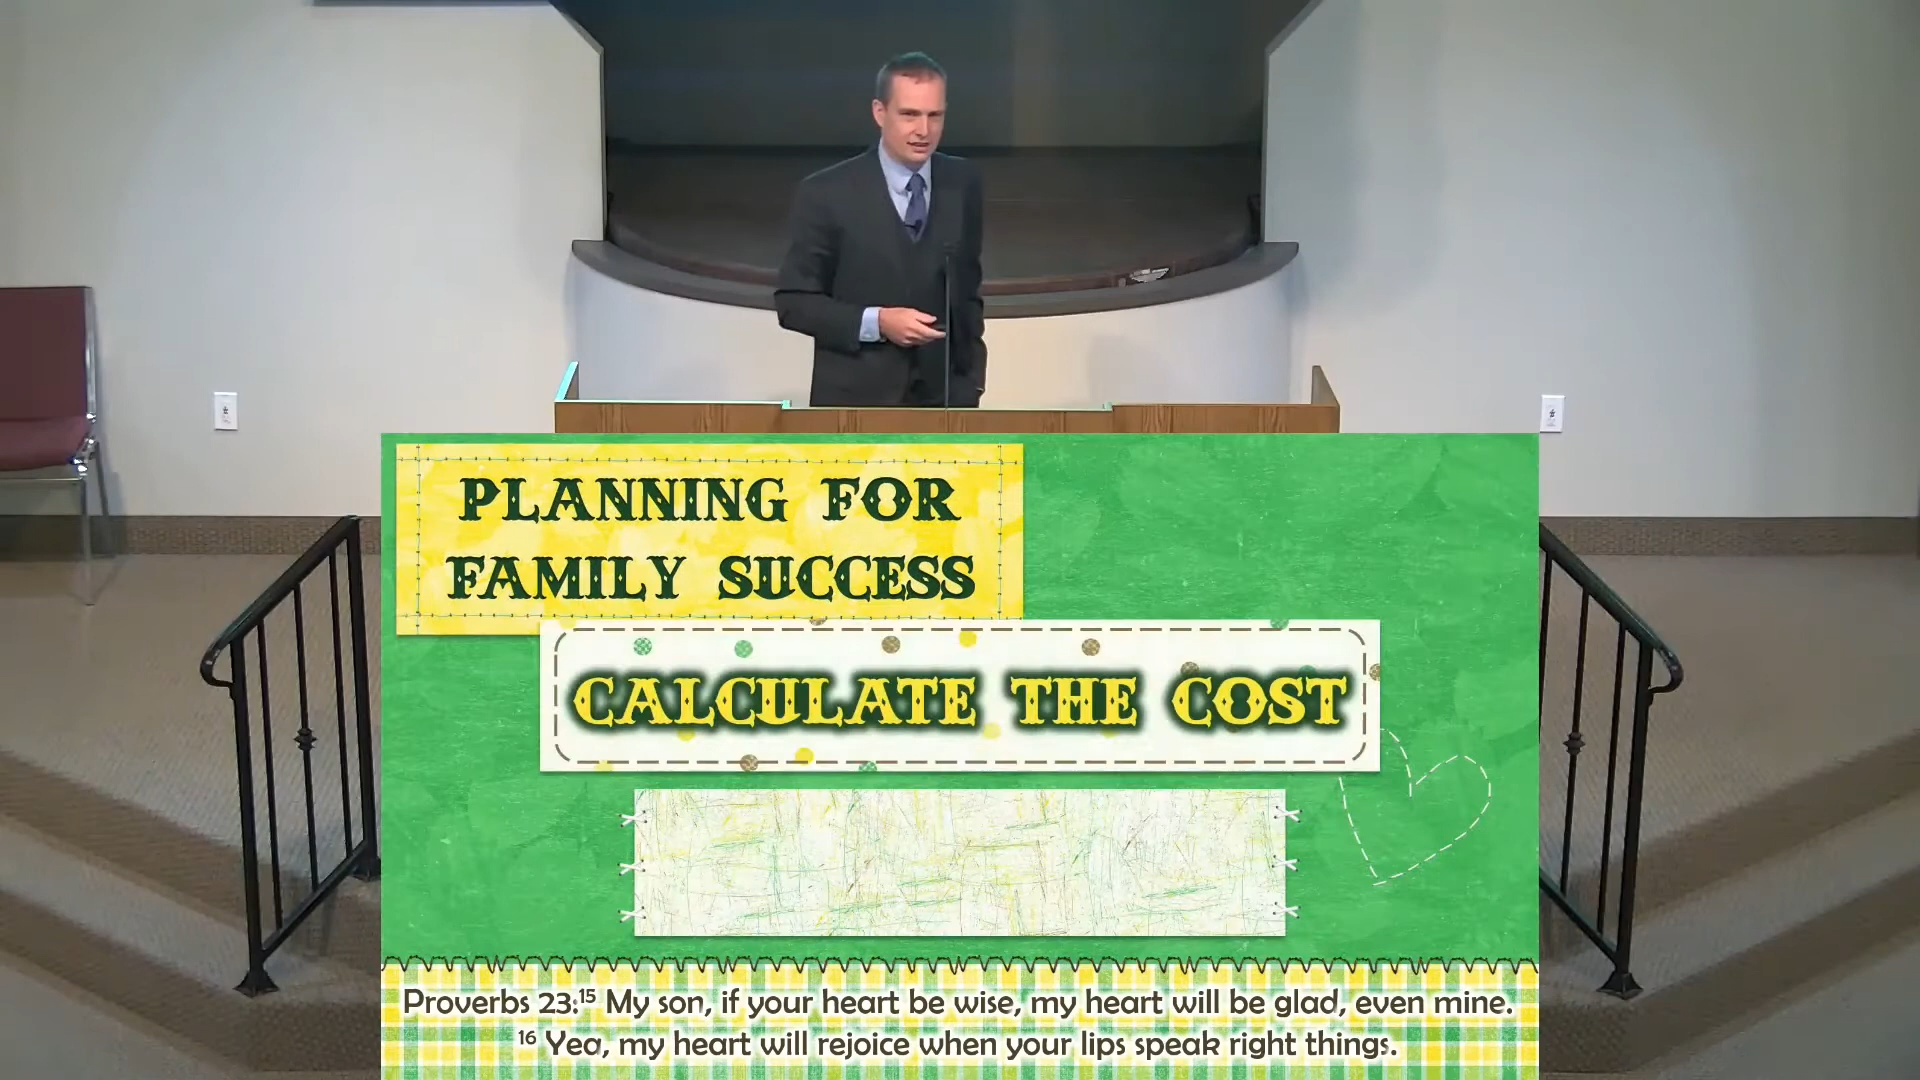 PLANNING FOR
FAMILY SUCCESS
CALCULATE THE COST
Proverbs 23:¹⁵ My son, if your heart be wise, my heart will be glad, even mine.
¹⁶ Yea, my heart will rejoice when your lips speak right things.